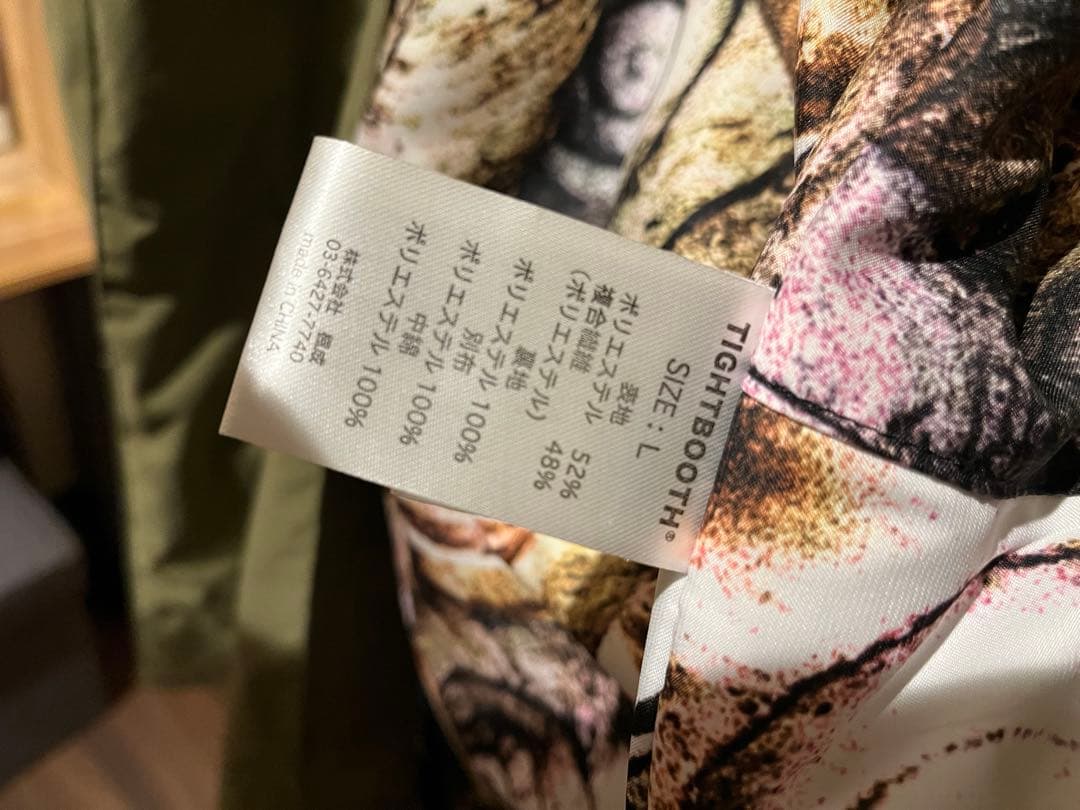 TIGHTBOOTH®
SIZE : L
表地
ポリエステル 52%
複合繊維 48%
(ポリエステル)
裏地
ポリエステル 100%
別布
ポリエステル 100%
中綿
ポリエステル 100%
株式会社
03-6427-7740
made in CHINA